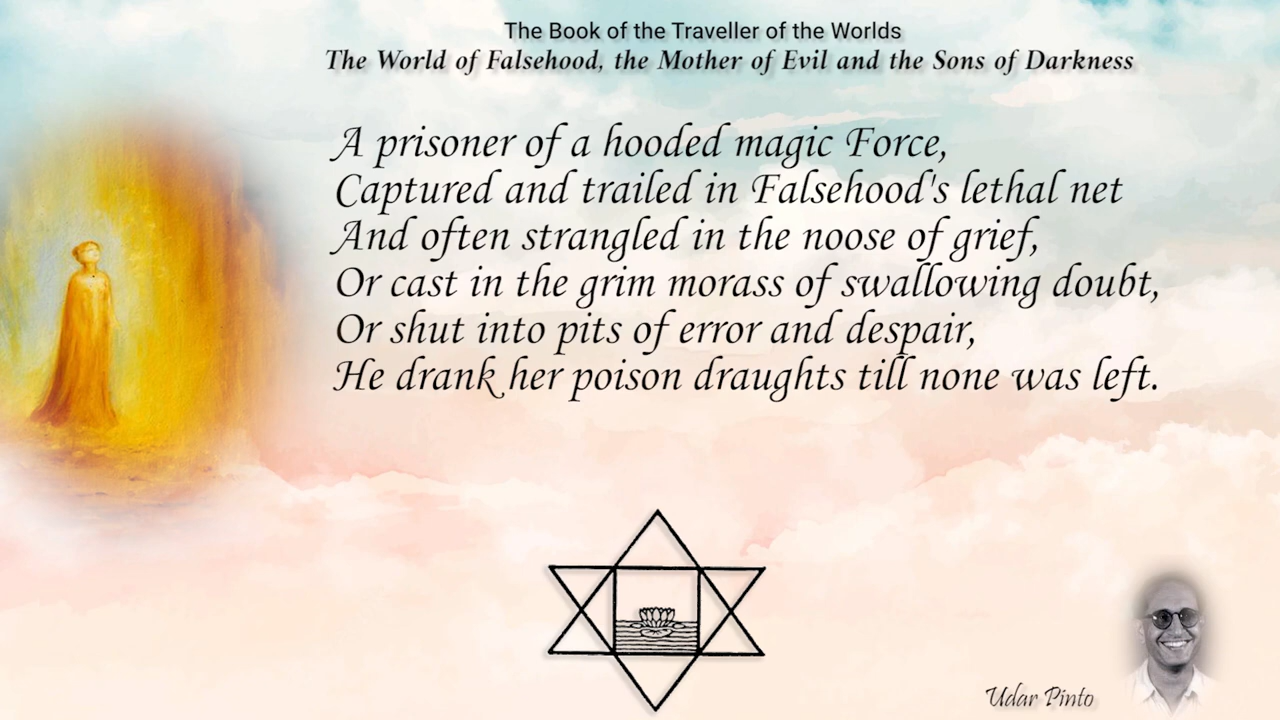 The Book of the Traveller of the Worlds
The World of Falsehood, the Mother of Evil and the Sons of Darkness
A prisoner of a hooded magic Force,
Captured and trailed in Falsehood's lethal net
And often strangled in the noose of grief,
Or cast in the grim morass of swallowing doubt,
Or shut into pits of error and despair,
He drank her poison draughts till none was left.
Udar Pinto